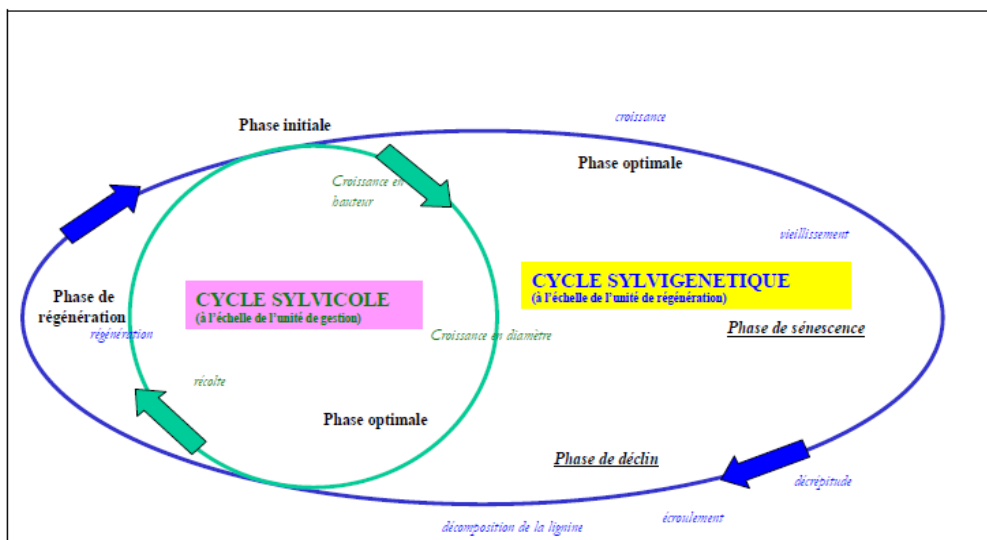 croissance
Phase initiale
Phase optimale
Croissance en
hauteur
vieillissement
CYCLE SYLVIGENETIQUE
(à l'échelle de l'unité de régénération)
CYCLE SYLVICOLE
(à l'échelle de l'unité de gestion)
Phase de
régénération
régénération
Croissance en diamètre
Phase de sénescence
récolte
Phase optimale
Phase de déclin
décrépitude
écroulement
décomposition de la lignine